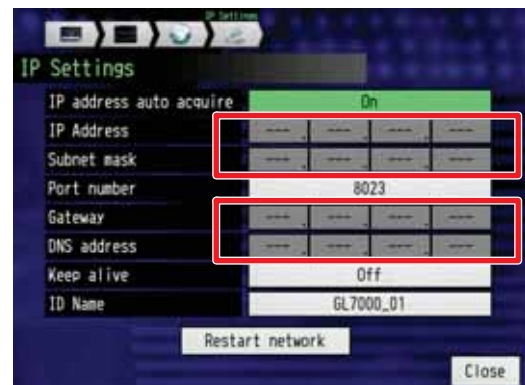 IP Settings
IP Settings
IP address auto acquire On
IP Address --- . --- . --- . ---
Subnet mask --- . --- . --- . ---
Port number 8023
Gateway --- . --- . --- . ---
DNS address --- . --- . --- . ---
Keep alive Off
ID Name GL7000_01
Restart network
Close